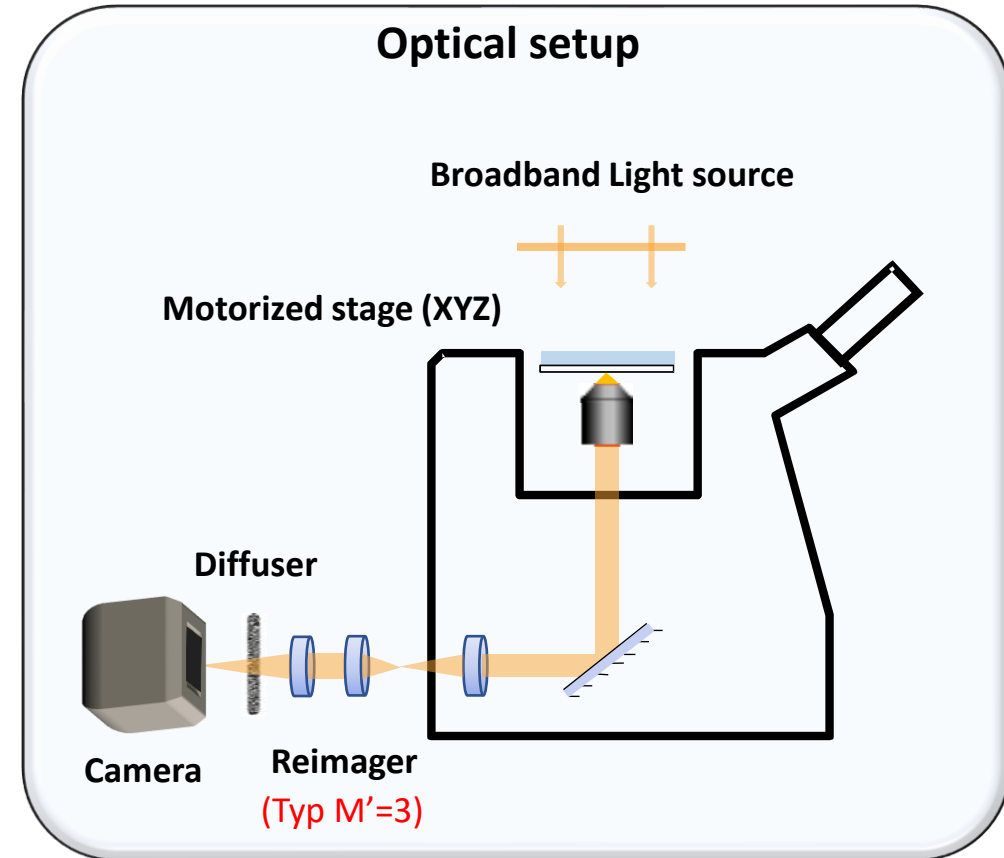 Optical setup
Broadband Light source
Motorized stage (XYZ)
Diffuser
Camera
Reimager
(Typ M’=3)